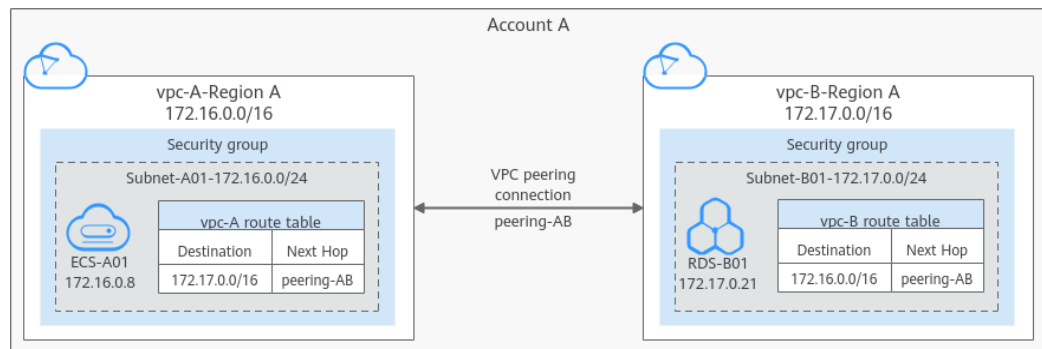 Account A
vpc-A-Region A
172.16.0.0/16
Security group
Subnet-A01-172.16.0.0/24
ECS-A01
172.16.0.8
vpc-A route table
Destination Next Hop
172.17.0.0/16 peering-AB
VPC peering
connection
peering-AB
vpc-B-Region A
172.17.0.0/16
Security group
Subnet-B01-172.17.0.0/24
RDS-B01
172.17.0.21
vpc-B route table
Destination Next Hop
172.16.0.0/16 peering-AB